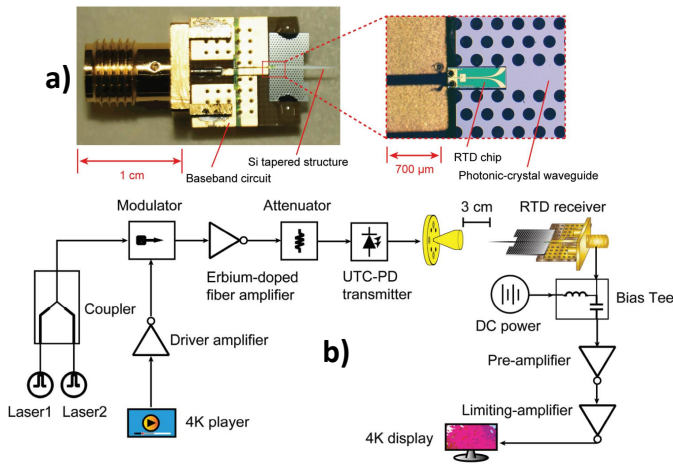 a)
Si tapered structure
1 cm
Baseband circuit
700 µm
RTD chip
Photonic-crystal waveguide
Modulator
Attenuator
3 cm
RTD receiver
Erbium-doped
fiber amplifier
UTC-PD
transmitter
Coupler
DC power
Bias Tee
Driver amplifier
b)
Pre-amplifier
Laser1
Laser2
4K player
Limiting-amplifier
4K display